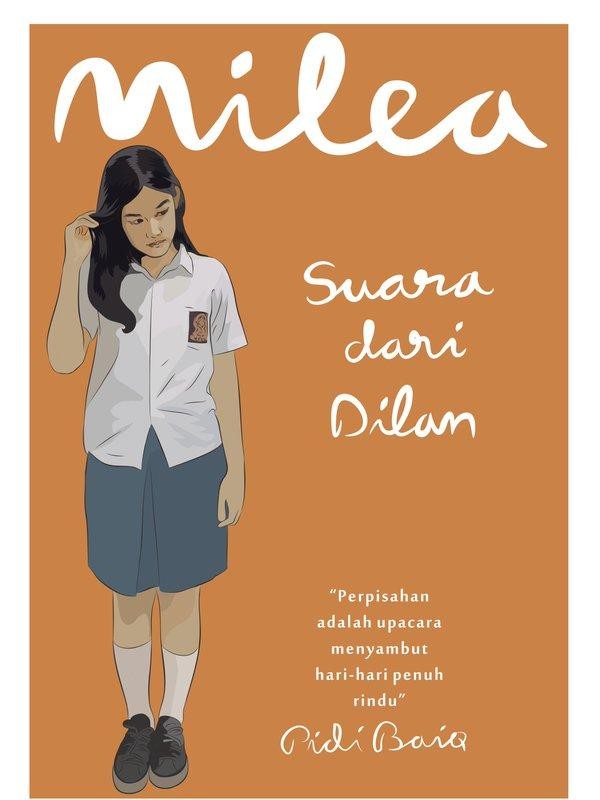 Milea
Suara
dari
Dilan
“Perpisahan
adalah upacara
menyambut
hari-hari penuh
rindu”
Pidi Baiq